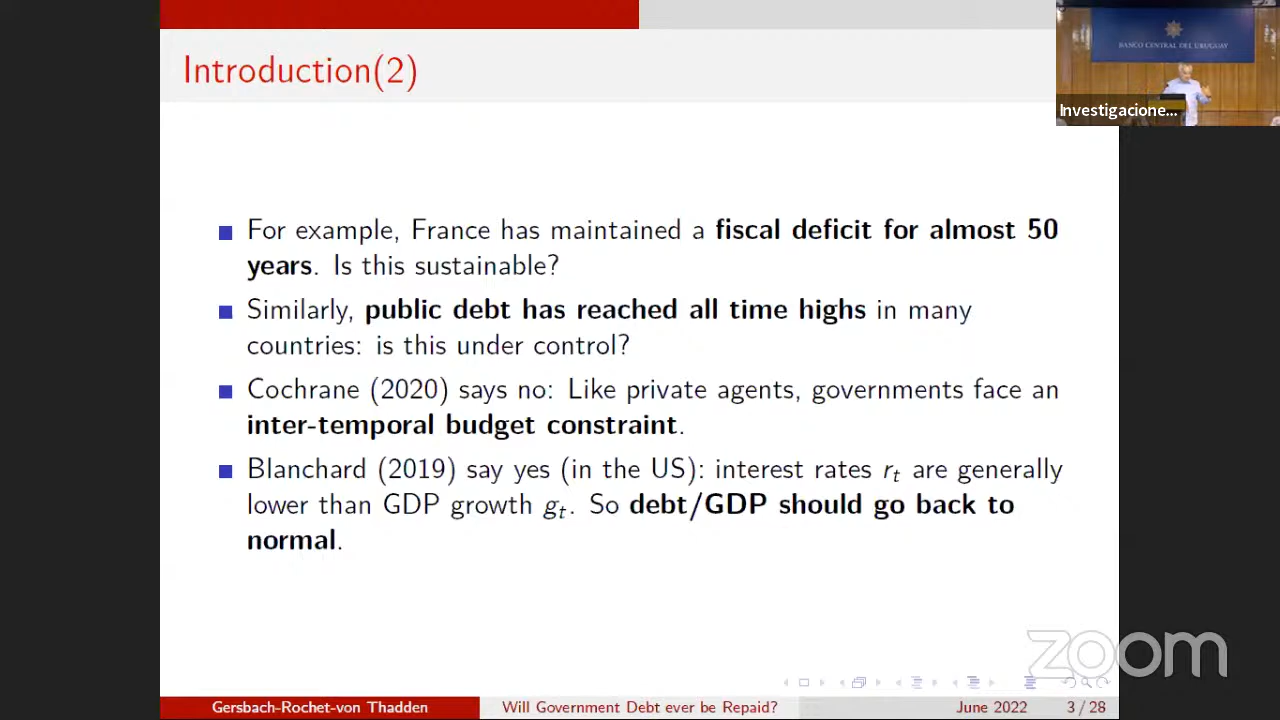 Introduction(2)
BANCO CENTRAL DEL URUGUAY
Investigacione...
For example, France has maintained a fiscal deficit for almost 50
years. Is this sustainable?
Similarly, public debt has reached all time highs in many
countries: is this under control?
Cochrane (2020) says no: Like private agents, governments face an
inter-temporal budget constraint.
Blanchard (2019) say yes (in the US): interest rates rₜ are generally
lower than GDP growth gₜ. So debt/GDP should go back to
normal.
zoom
Gersbach-Rochet-von Thadden Will Government Debt ever be Repaid? June 2022 3 / 28